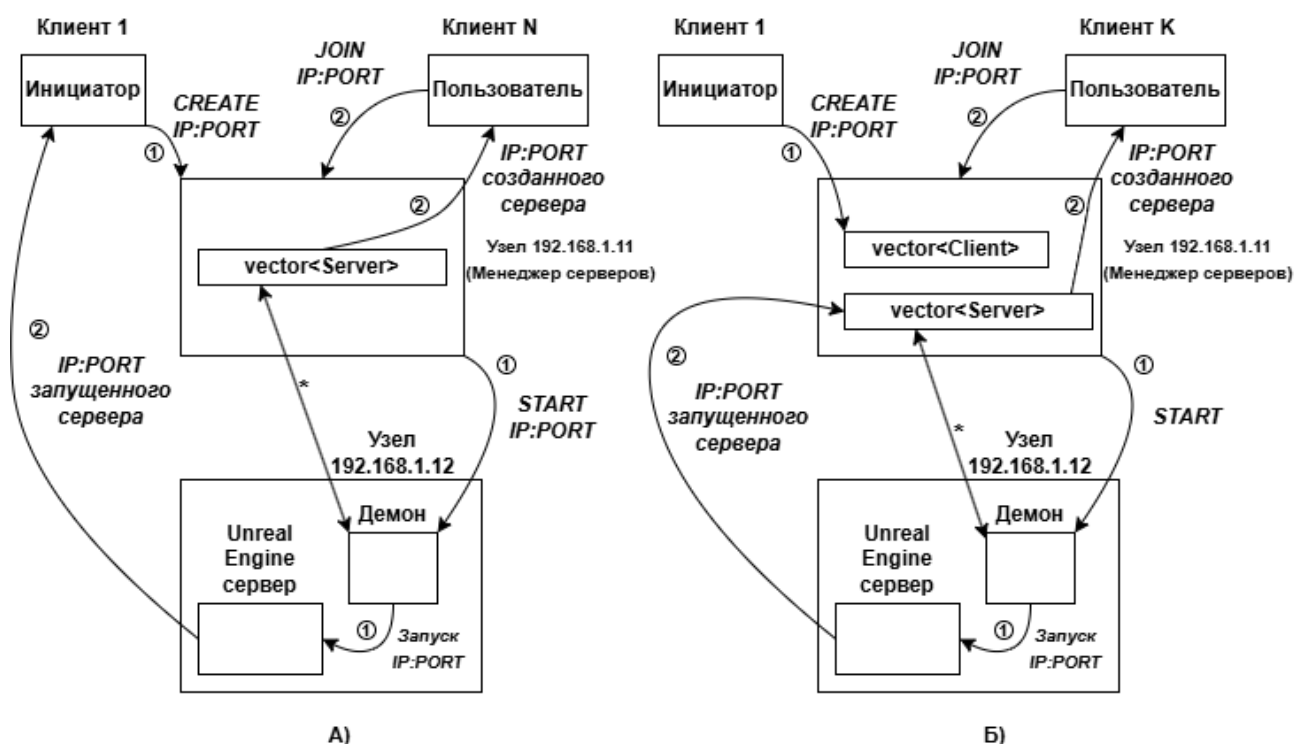 Клиент 1
Инициатор
CREATE
IP:PORT
①
JOIN
IP:PORT
②
Клиент N
Пользователь
IP:PORT
созданного
сервера
②
Узел 192.168.1.11
(Менеджер серверов)
vector<Server>
②
IP:PORT
запущенного
сервера
*
①
START
IP:PORT
Узел
192.168.1.12
Демон
Unreal
Engine
сервер
①
Запуск
IP:PORT
А)
Клиент 1
Инициатор
CREATE
IP:PORT
①
JOIN
IP:PORT
②
Клиент K
Пользователь
IP:PORT
созданного
сервера
②
Узел 192.168.1.11
(Менеджер серверов)
vector<Client>
vector<Server>
②
IP:PORT
запущенного
сервера
*
①
START
Узел
192.168.1.12
Демон
Unreal
Engine
сервер
①
Запуск
IP:PORT
Б)